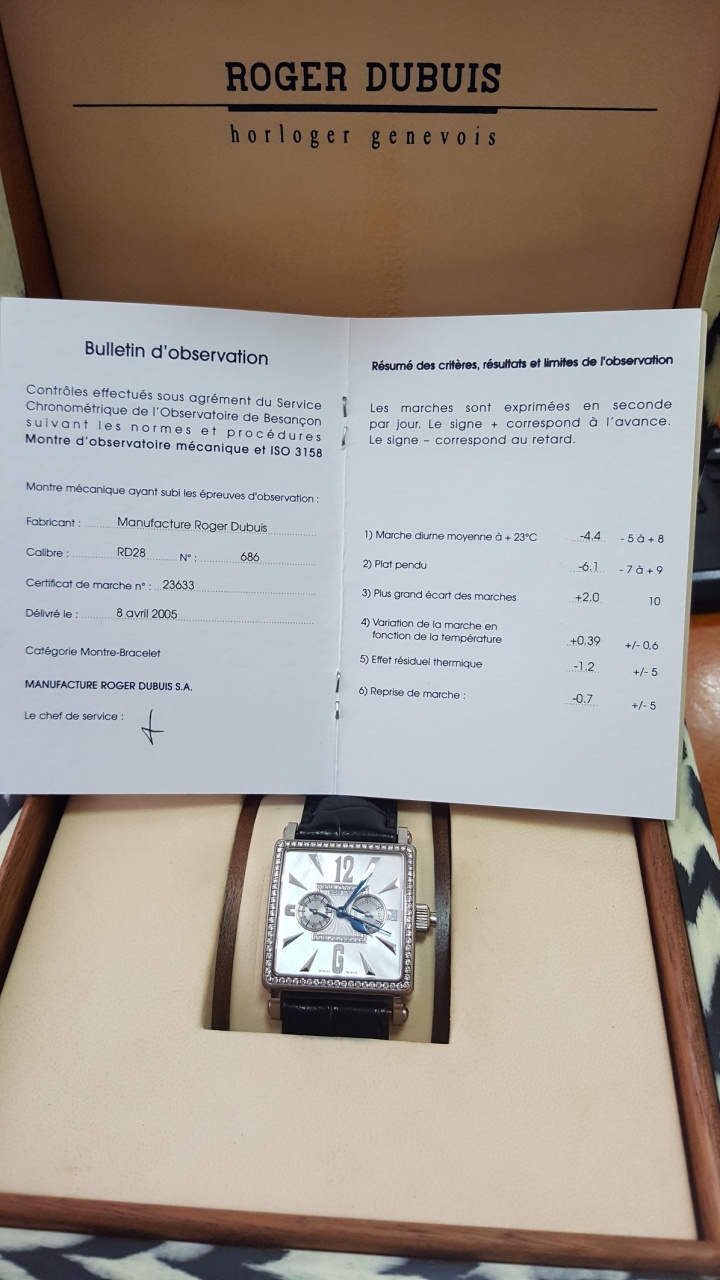 ROGER DUBUIS
horloger genevois
Bulletin d'observation
Contrôles effectués sous agrément du Service
Chronométrique de l'Observatoire de Besançon
suivant les normes et procédures
Montre d'observatoire mécanique et ISO 3158
Montre mécanique ayant subi les épreuves d'observation :
Fabricant : Manufacture Roger Dubuis
Calibre : RD28 N° : 686
Certificat de marche n° : 23633
Délivré le : 8 avril 2005
Catégorie Montre-Bracelet
MANUFACTURE ROGER DUBUIS S.A.
Le chef de service :
Résumé des critères, résultats et limites de l'observation
Les marches sont exprimées en seconde
par jour. Le signe + correspond à l'avance.
Le signe – correspond au retard.
1) Marche diurne moyenne à + 23°C -4.4 - 5 à + 8
2) Plat pendu -6.1 - 7 à + 9
3) Plus grand écart des marches +2.0 10
4) Variation de la marche en
fonction de la température +0.39 +/- 0,6
5) Effet résiduel thermique -1.2 +/- 5
6) Reprise de marche : -0.7 +/- 5
12
6